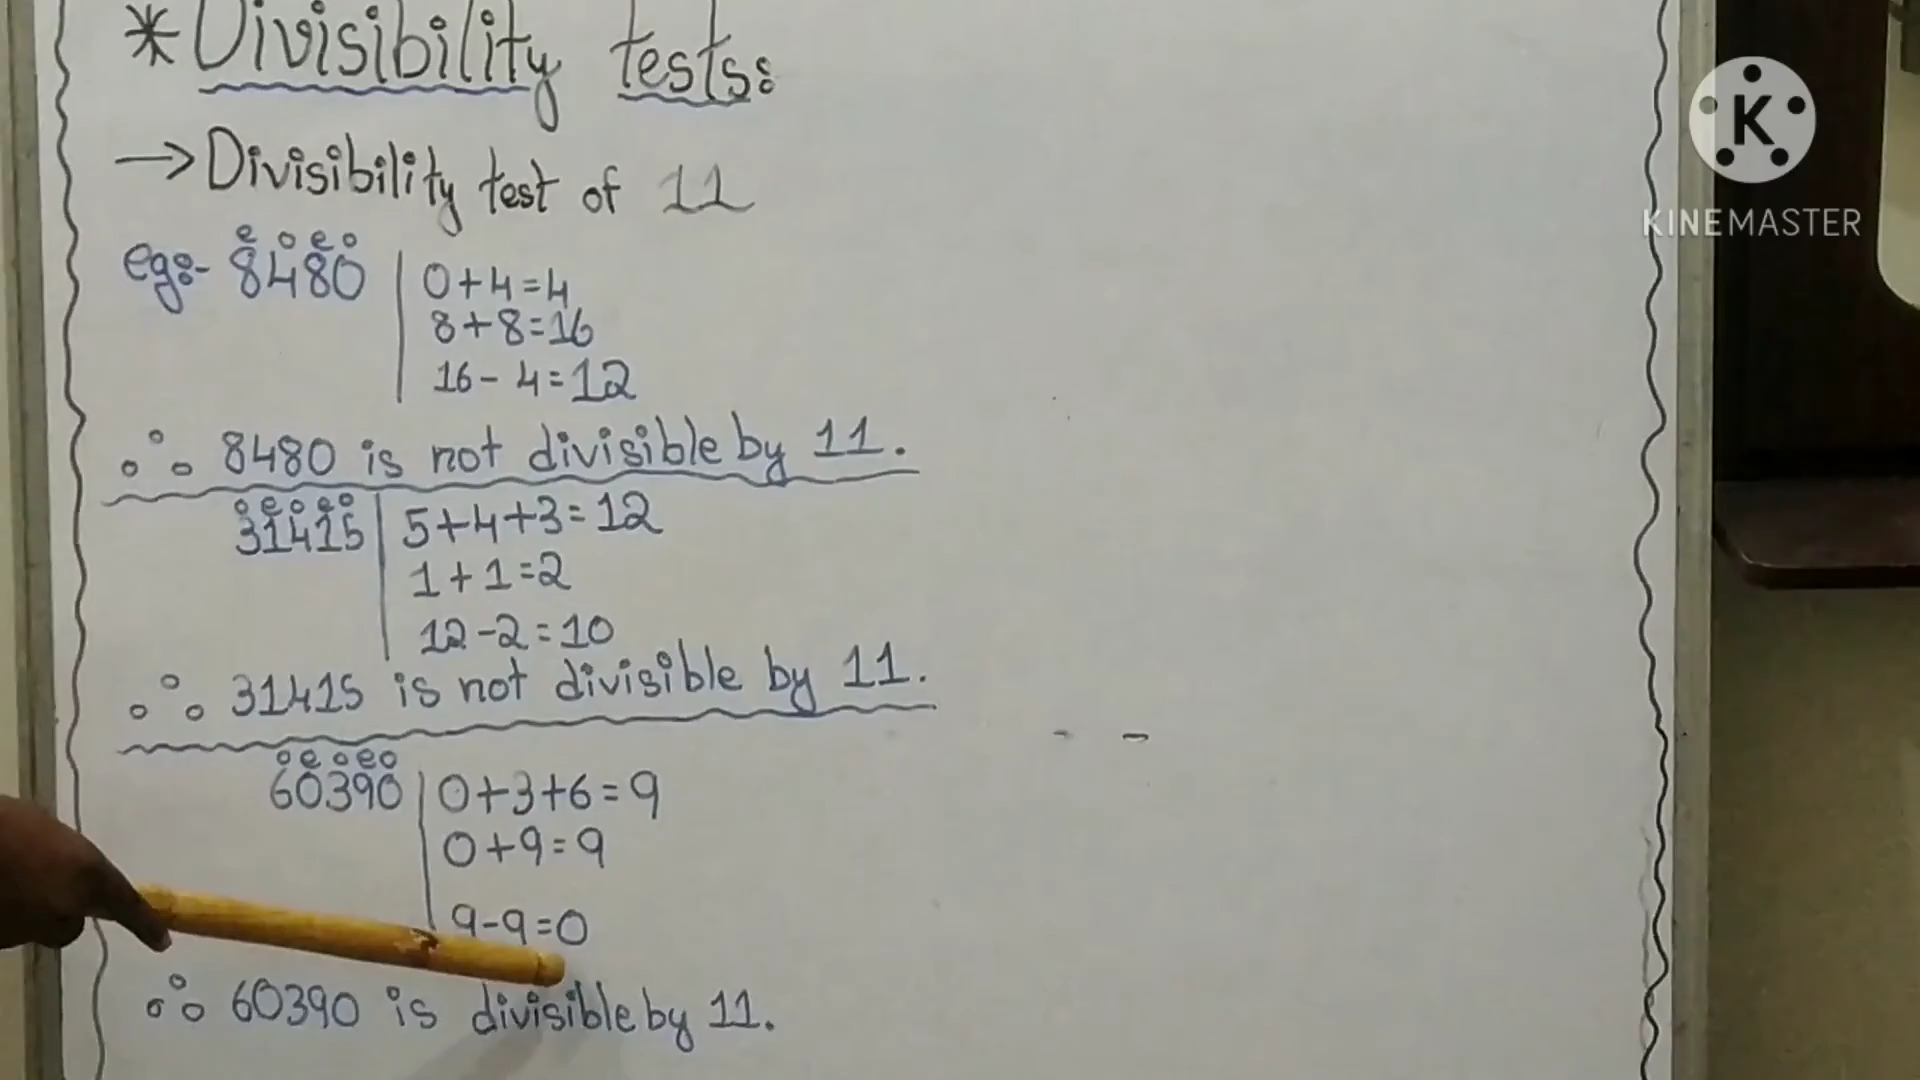 * Divisibility tests:
→ Divisibility test of 11
e o e o
eg:- 8480 | 0+4=4
8+8=16
16-4=12
∴ 8480 is not divisible by 11.
o e o e o
31415 | 5+4+3=12
1+1=2
12-2=10
∴ 31415 is not divisible by 11.
o e o e o
60390 | 0+3+6=9
0+9=9
9-9=0
∴ 60390 is divisible by 11.
K
KINEMASTER